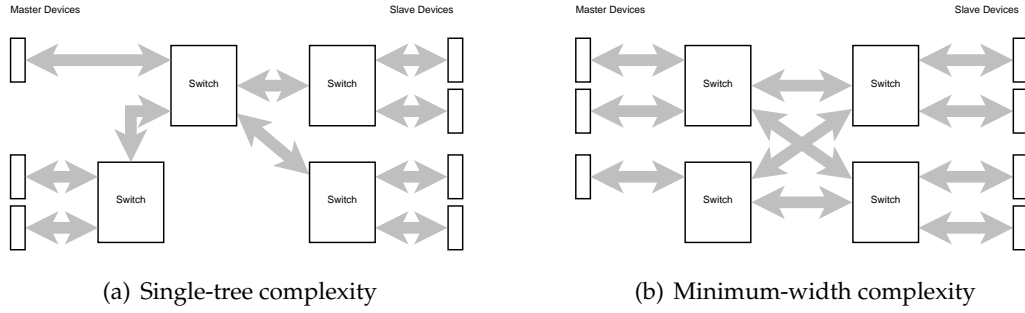 Master Devices Slave Devices
Switch Switch
Switch Switch
(a) Single-tree complexity
Master Devices Slave Devices
Switch Switch
Switch Switch
(b) Minimum-width complexity